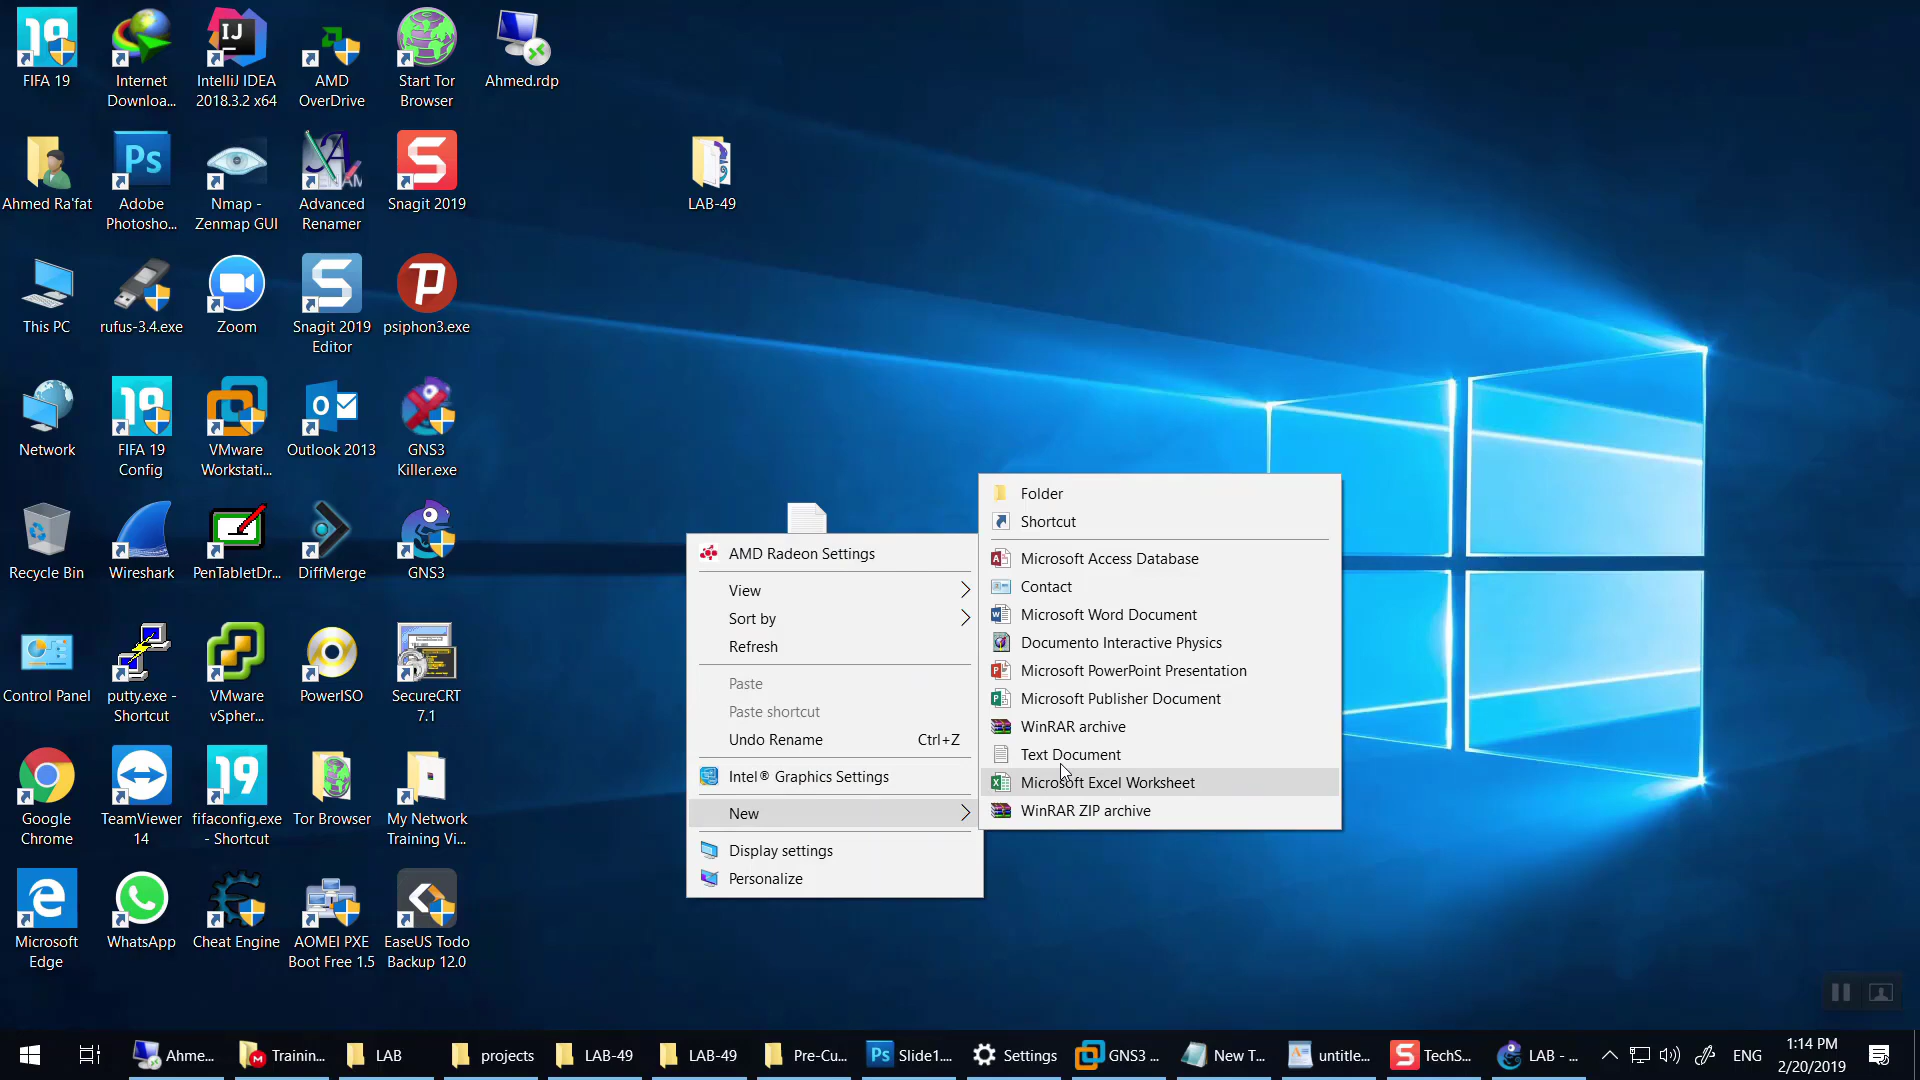 FIFA 19
Internet
Downloa...
IntelliJ IDEA
2018.3.2 x64
AMD
OverDrive
Start Tor
Browser
Ahmed.rdp
Ahmed Ra'fat
Adobe
Photosho...
Nmap -
Zenmap GUI
Advanced
Renamer
Snagit 2019
LAB-49
This PC
rufus-3.4.exe
Zoom
Snagit 2019
Editor
psiphon3.exe
Network
FIFA 19
Config
VMware
Workstati...
Outlook 2013
GNS3
Killer.exe
Recycle Bin
Wireshark
PenTabletDr...
DiffMerge
GNS3
Control Panel
putty.exe -
Shortcut
VMware
vSpher...
PowerISO
SecureCRT
7.1
Google
Chrome
TeamViewer
14
fifaconfig.exe
- Shortcut
Tor Browser
My Network
Training Vi...
Microsoft
Edge
WhatsApp
Cheat Engine
AOMEI PXE
Boot Free 1.5
EaseUS Todo
Backup 12.0
AMD Radeon Settings
View
Sort by
Refresh
Paste
Paste shortcut
Undo Rename Ctrl+Z
Intel® Graphics Settings
New
Display settings
Personalize
Folder
Shortcut
Microsoft Access Database
Contact
Microsoft Word Document
Documento Interactive Physics
Microsoft PowerPoint Presentation
Microsoft Publisher Document
WinRAR archive
Text Document
Microsoft Excel Worksheet
WinRAR ZIP archive
Ahme...
Trainin...
LAB
projects
LAB-49
LAB-49
Pre-Cu...
Slide1....
Settings
GNS3 ...
New T...
untitle...
TechS...
LAB - ...
ENG
1:14 PM
2/20/2019